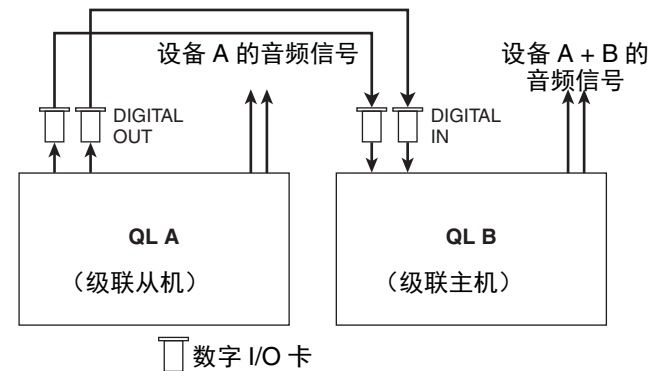 设备 A 的音频信号
设备 A + B 的
音频信号
DIGITAL
OUT
DIGITAL
IN
QL A
（级联从机）
QL B
（级联主机）
数字 I/O 卡